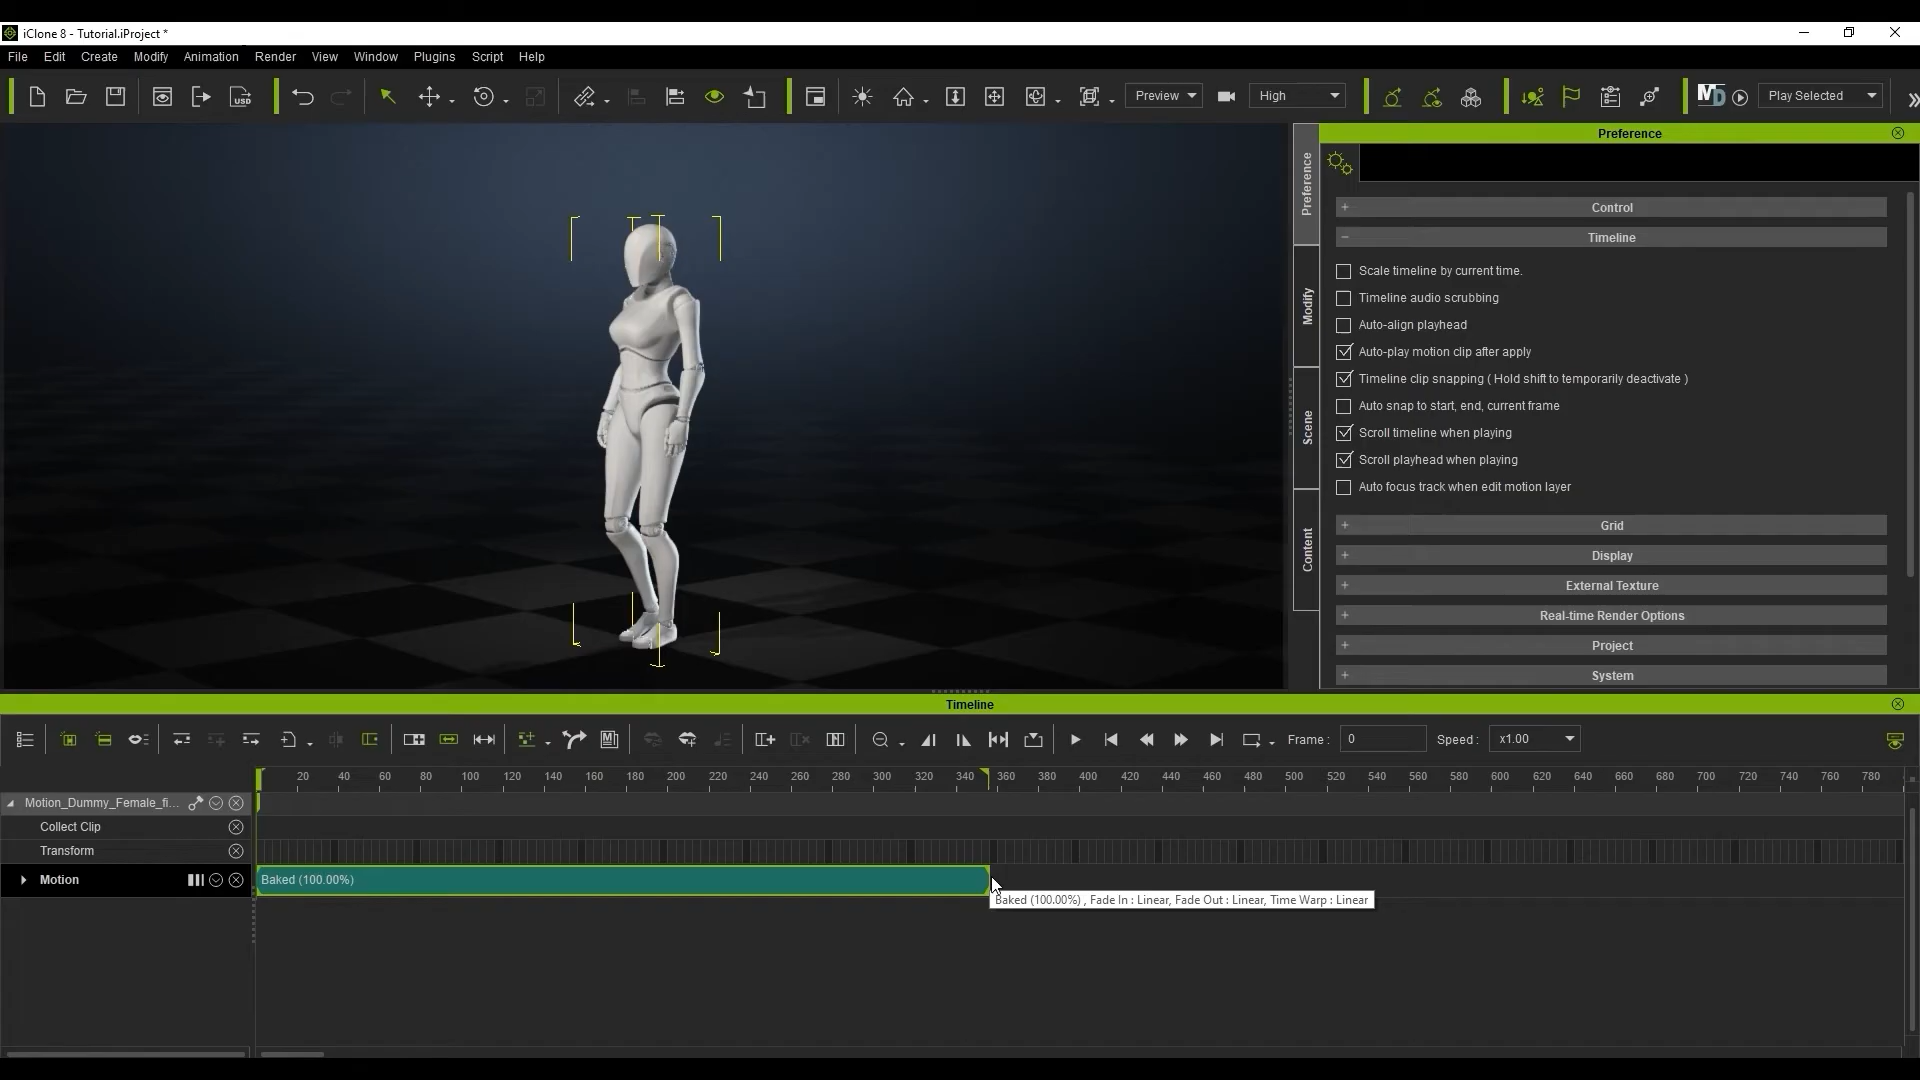 iClone 8 - Tutorial.iProject *
File Edit Create Modify Animation Render View Window Plugins Script Help
USD Preview High MD Play Selected
Preference
Preference
Modify
Scene
Content
Control
Timeline
Scale timeline by current time.
Timeline audio scrubbing
Auto-align playhead
Auto-play motion clip after apply
Timeline clip snapping ( Hold shift to temporarily deactivate )
Auto snap to start, end, current frame
Scroll timeline when playing
Scroll playhead when playing
Auto focus track when edit motion layer
Grid
Display
External Texture
Real-time Render Options
Project
System
Timeline
Frame : 0 Speed : x1.00
20 40 60 80 100 120 140 160 180 200 220 240 260 280 300 320 340 360 380 400 420 440 460 480 500 520 540 560 580 600 620 640 660 680 700 720 740 760 780
Motion_Dummy_Female_fi...
Collect Clip
Transform
Motion
Baked (100.00%)
Baked (100.00%) , Fade In : Linear, Fade Out : Linear, Time Warp : Linear